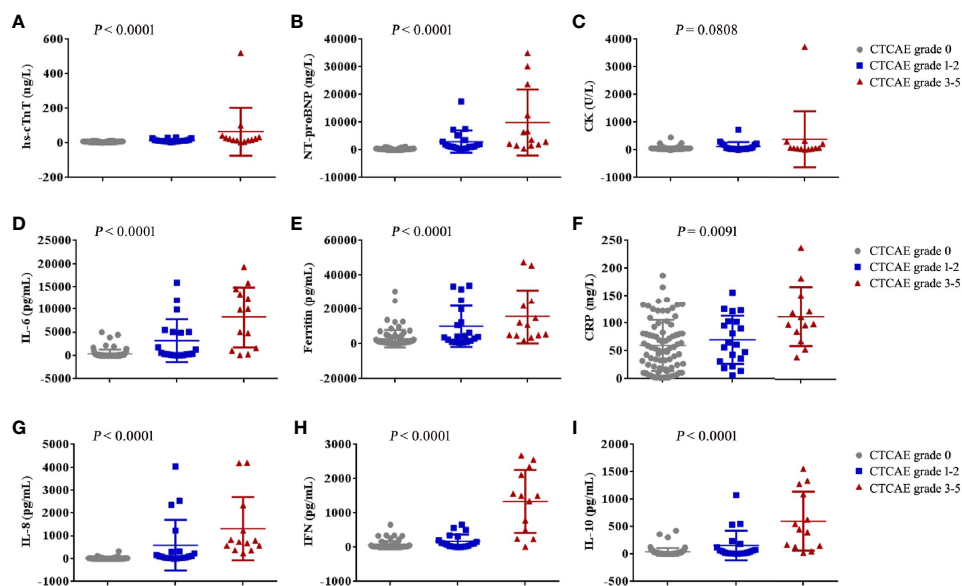 A
P < 0.0001
hs-cTnT (ng/L)
600
400
200
0
-200
B
P < 0.0001
NT-proBNP (ng/L)
40000
30000
20000
10000
0
-10000
C
P = 0.0808
CK (U/L)
4000
3000
2000
1000
0
-1000
CTCAE grade 0
CTCAE grade 1-2
CTCAE grade 3-5
D
P < 0.0001
IL-6 (pg/mL)
25000
20000
15000
10000
5000
0
-5000
E
P < 0.0001
Ferritin (pg/mL)
60000
40000
20000
0
-20000
F
P = 0.0091
CRP (mg/L)
250
200
150
100
50
0
CTCAE grade 0
CTCAE grade 1-2
CTCAE grade 3-5
G
P < 0.0001
IL-8 (pg/mL)
5000
4000
3000
2000
1000
0
-1000
H
P < 0.0001
IFN (pg/mL)
3000
2000
1000
0
-1000
I
P < 0.0001
IL-10 (pg/mL)
2000
1500
1000
500
0
-500
CTCAE grade 0
CTCAE grade 1-2
CTCAE grade 3-5